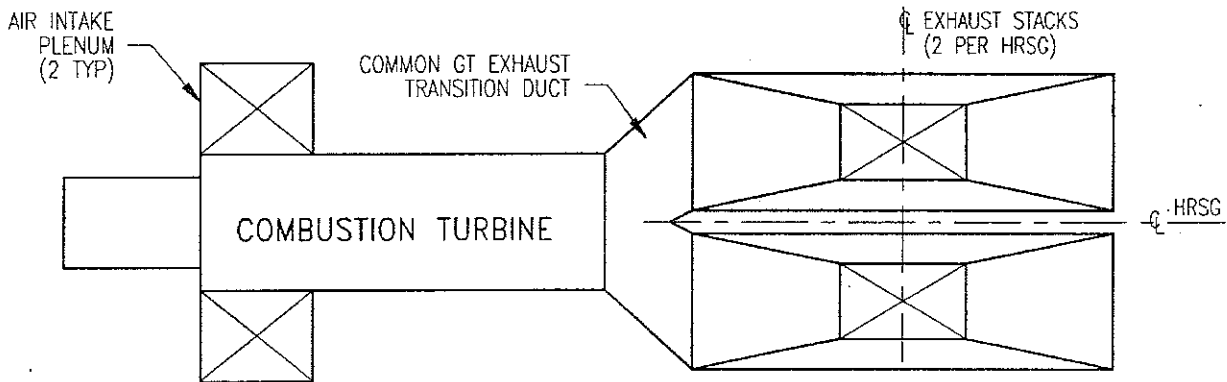 AIR INTAKE
PLENUM
(2 TYP)
COMMON GT EXHAUST
TRANSITION DUCT
℄ EXHAUST STACKS
(2 PER HRSG)
COMBUSTION TURBINE
℄ HRSG